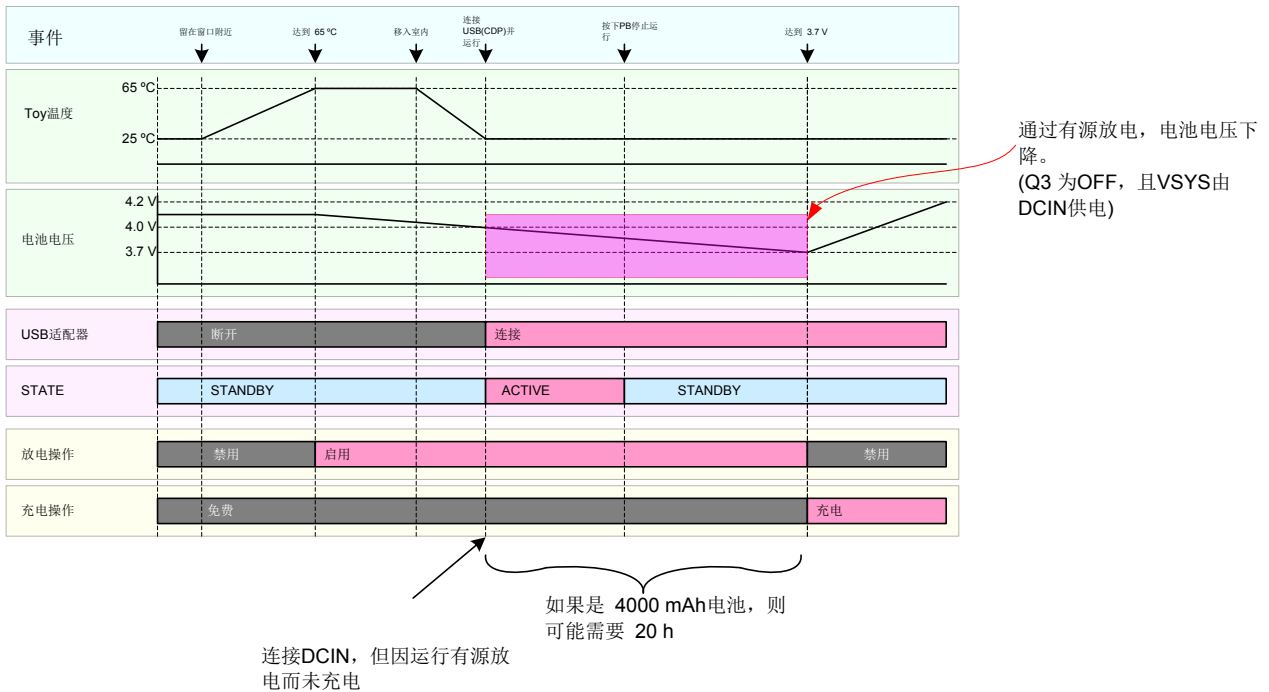 事件
留在窗口附近
达到 65 ºC
移入室内
连接
USB(CDP)并
运行
按下PB停止运
行
达到 3.7 V
Toy温度
65 ºC
25 ºC
电池电压
4.2 V
4.0 V
3.7 V
通过有源放电，电池电压下
降。
(Q3 为OFF，且VSYS由
DCIN供电)
USB适配器
断开
连接
STATE
STANDBY
ACTIVE
STANDBY
放电操作
禁用
启用
禁用
充电操作
免费
充电
如果是 4000 mAh电池，则
可能需要 20 h
连接DCIN，但因运行有源放
电而未充电